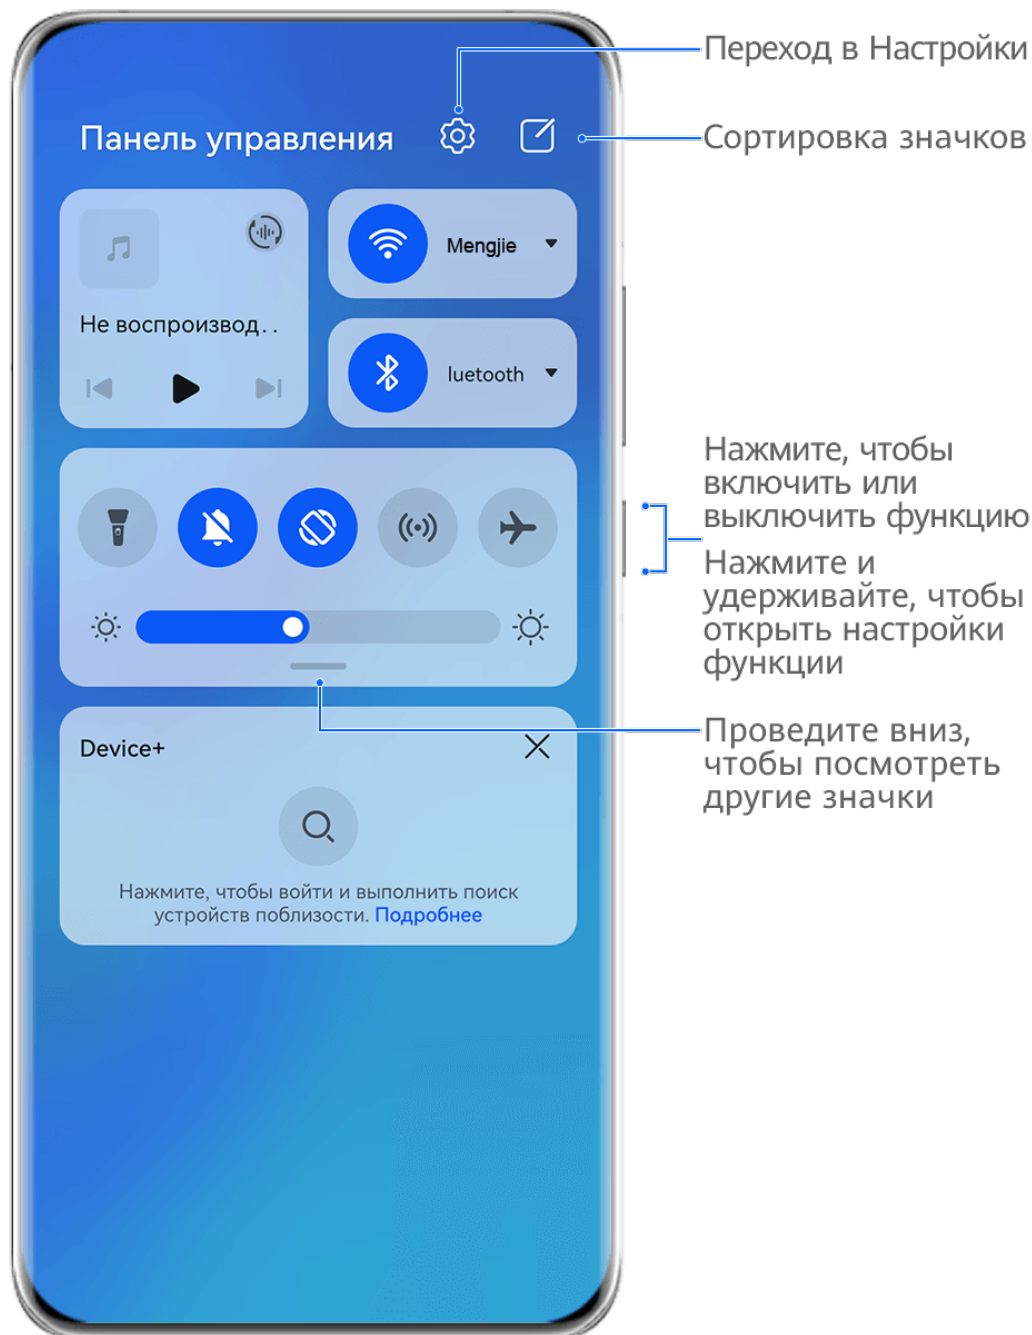 Переход в Настройки
Панель управления
Сортировка значков
Mengjie
Не воспроизвод..
luetooth
Нажмите, чтобы
включить или
выключить функцию
Нажмите и
удерживайте, чтобы
открыть настройки
функции
Проведите вниз,
чтобы посмотреть
другие значки
Device+
Нажмите, чтобы войти и выполнить поиск
устройств поблизости. Подробнее